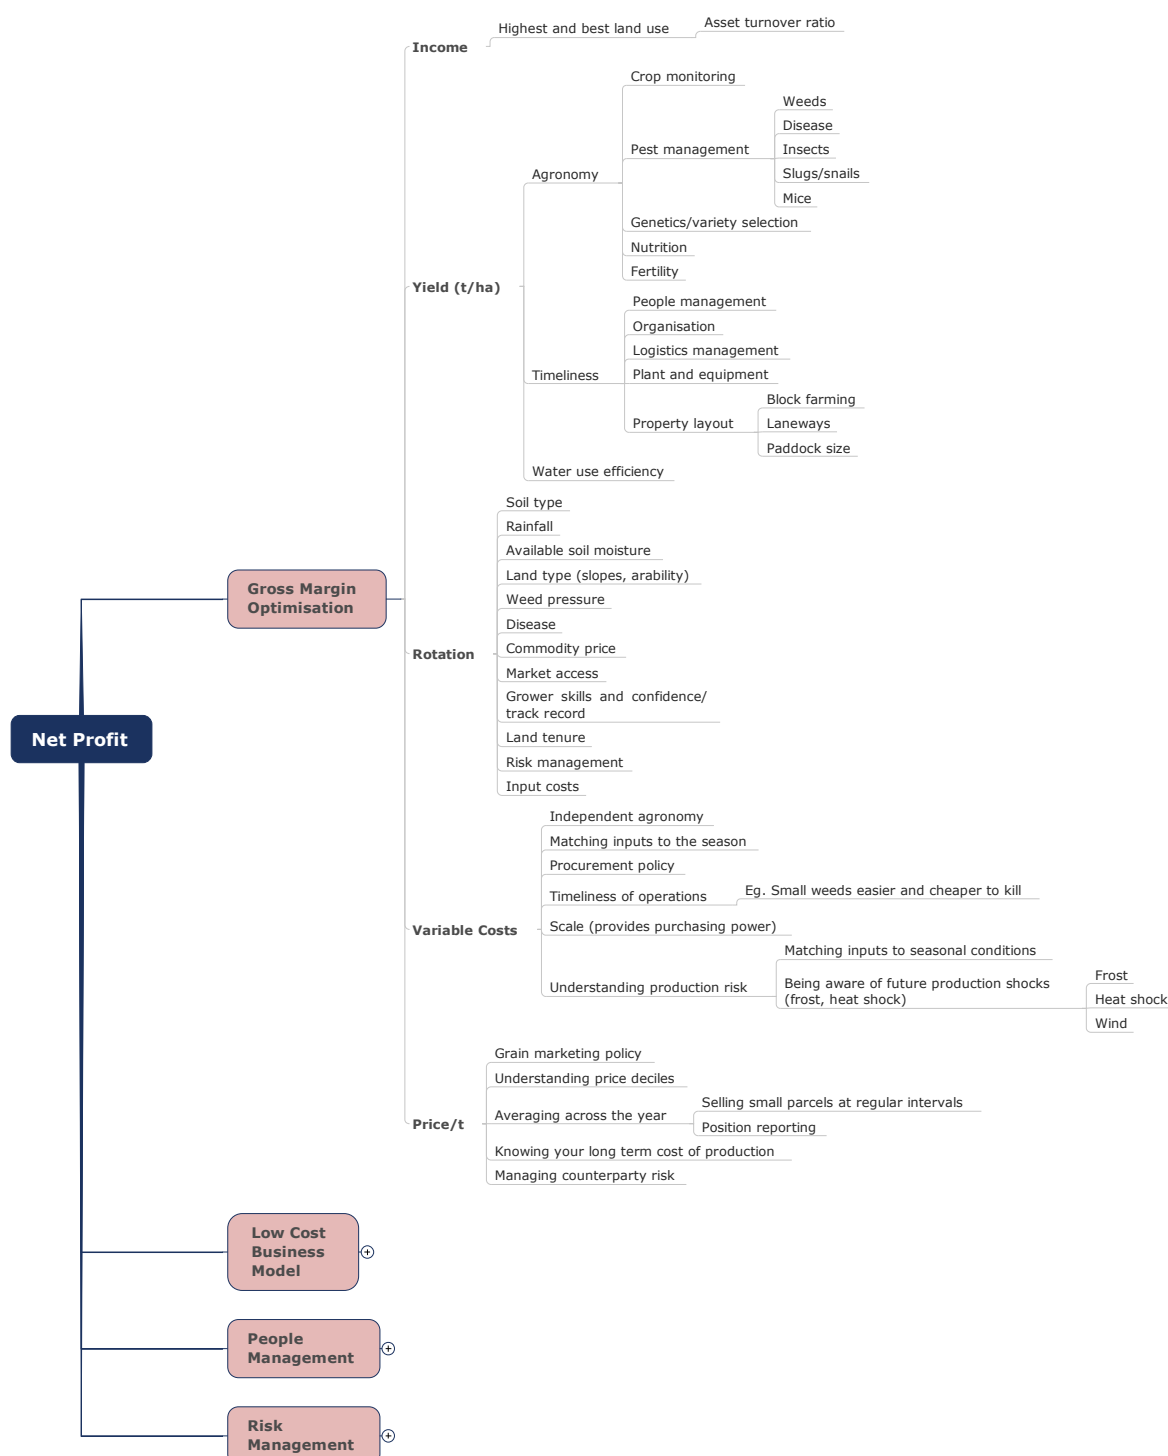 Asset turnover ratio
Highest and best land use
Income
Crop monitoring
Weeds
Disease
Pest management
Insects
Slugs/snails
Agronomy
Mice
Genetics/variety selection
Nutrition
Fertility
Yield (t/ha)
People management
Organisation
Logistics management
Timeliness
Plant and equipment
Block farming
Property layout
Laneways
Paddock size
Water use efficiency
Soil type
Rainfall
Available soil moisture
Land type (slopes, arability)
Gross Margin
Optimisation
Weed pressure
Disease
Commodity price
Rotation
Market access
Grower skills and confidence/
track record
Land tenure
Net Profit
Risk management
Input costs
Independent agronomy
Matching inputs to the season
Procurement policy
Timeliness of operations
Eg. Small weeds easier and cheaper to kill
Variable Costs
Scale (provides purchasing power)
Matching inputs to seasonal conditions
Understanding production risk
Being aware of future production shocks
(frost, heat shock)
Frost
Heat shock
Wind
Grain marketing policy
Understanding price deciles
Averaging across the year
Selling small parcels at regular intervals
Position reporting
Price/t
Knowing your long term cost of production
Managing counterparty risk
Low Cost
Business
Model
People
Management
Risk
Management